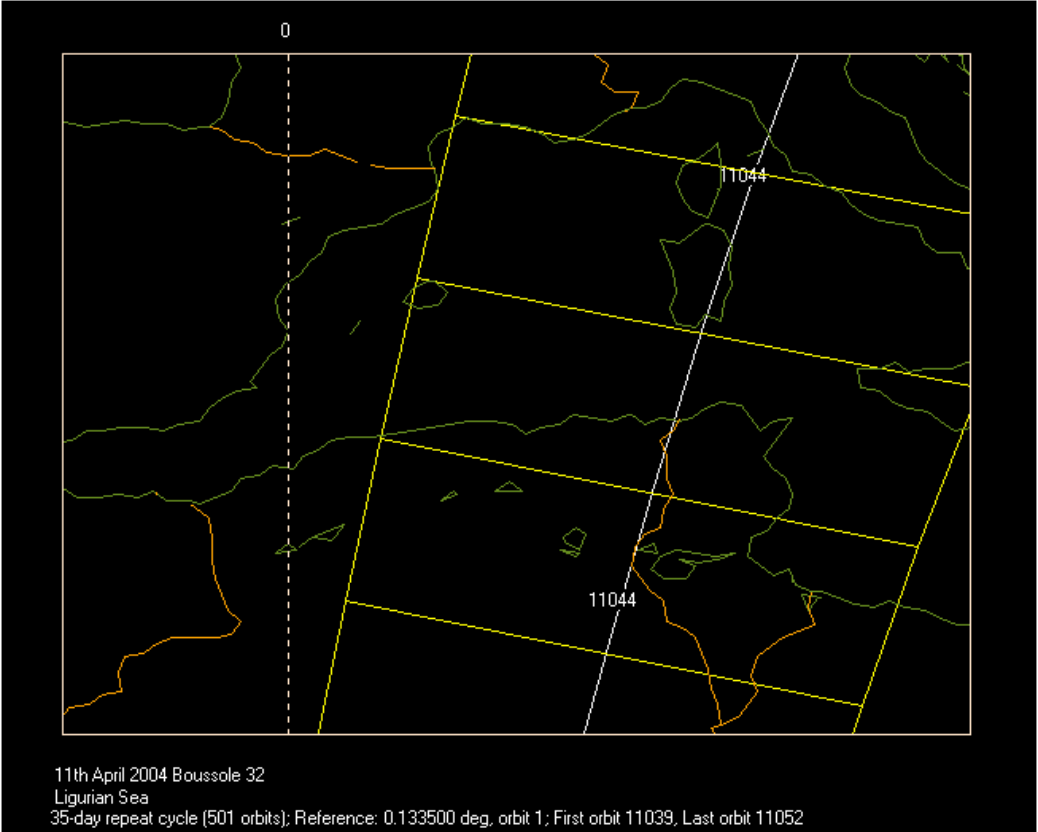 0
11044
11044
11th April 2004 Boussole 32
Ligurian Sea
35-day repeat cycle (501 orbits); Reference: 0.133500 deg, orbit 1; First orbit 11039, Last orbit 11052